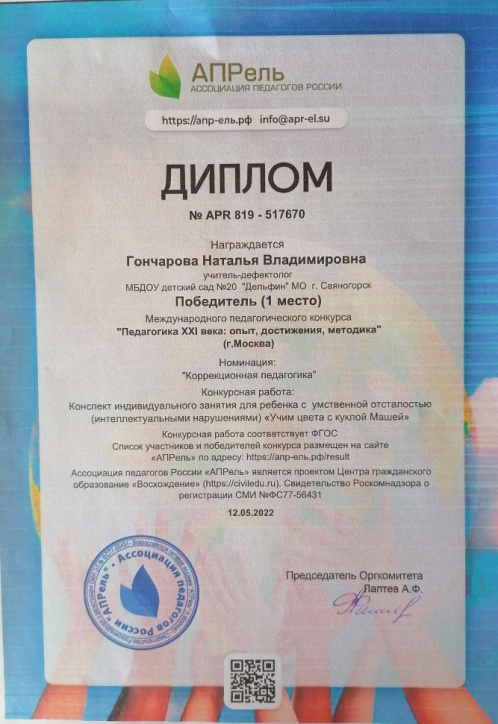 АПРель
АССОЦИАЦИЯ ПЕДАГОГОВ РОССИИ
https://апр-ель.рф info@apr-el.su
ДИПЛОМ
№ APR 819 - 517670
Награждается
Гончарова Наталья Владимировна
учитель-дефектолог
МБДОУ детский сад №20 "Дельфин" МО г. Сваяногорск
Победитель (1 место)
Международного педагогического конкурса
"Педагогика XXI века: опыт, достижения, методика"
(г.Москва)
Номинация:
"Коррекционная педагогика"
Конкурсная работа:
Конспект индивидуального занятия для ребенка с умственной отсталостью
(интеллектуальными нарушениями) «Учим цвета с куклой Машей»
Конкурсная работа соответствует ФГОС
Список участников и победителей конкурса размещен на сайте
«АПРель» по адресу: https://апр-ель.рф/result
Ассоциация педагогов России «АПРель» является проектом Центра гражданского
образование «Восхождение» (https://civiledu.ru). Свидетельство Роскомнадзора о
регистрации СМИ №ФС77-56431
12.05.2022
Председатель Оргкомитета
Лаптев А.Ф.
Ассоциация педагогов России «АПРель»